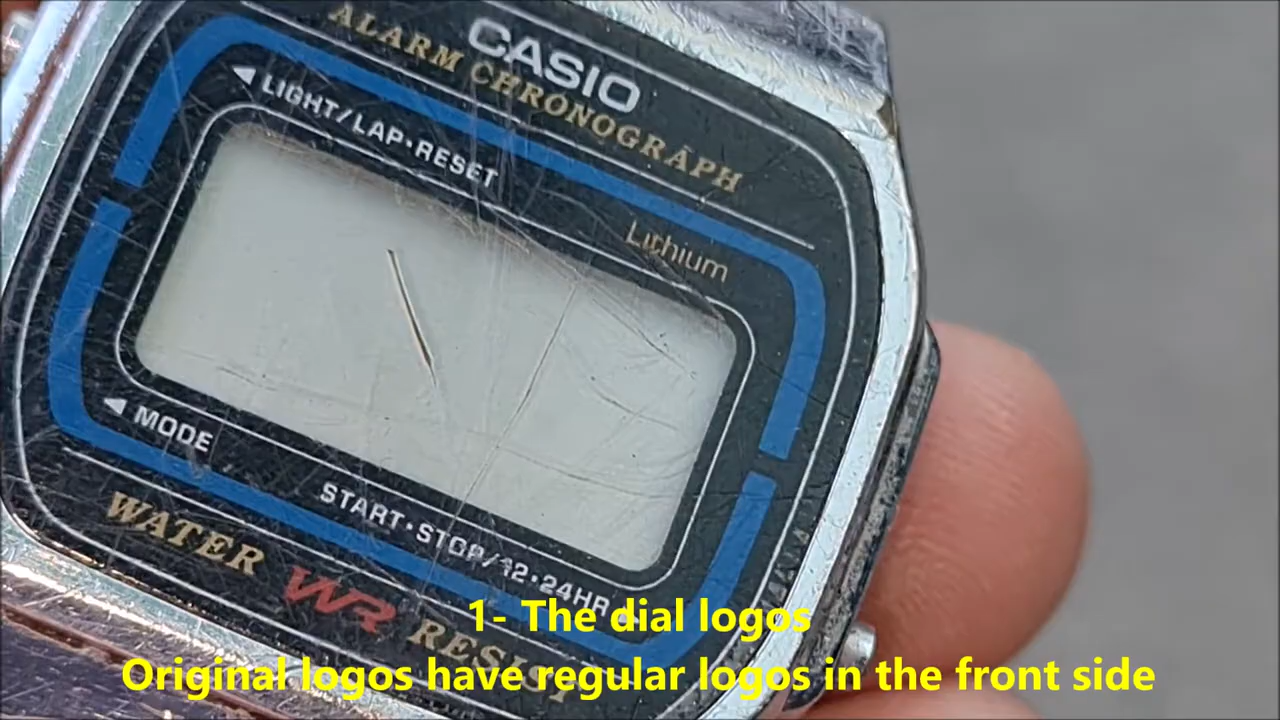 CASIO
ALARM CHRONOGRAPH
◀ LIGHT/LAP•RESET
Lithium
◀ MODE
START•STOP/12•24HR
WATER WR RESIST
1- The dial logos
Original logos have regular logos in the front side